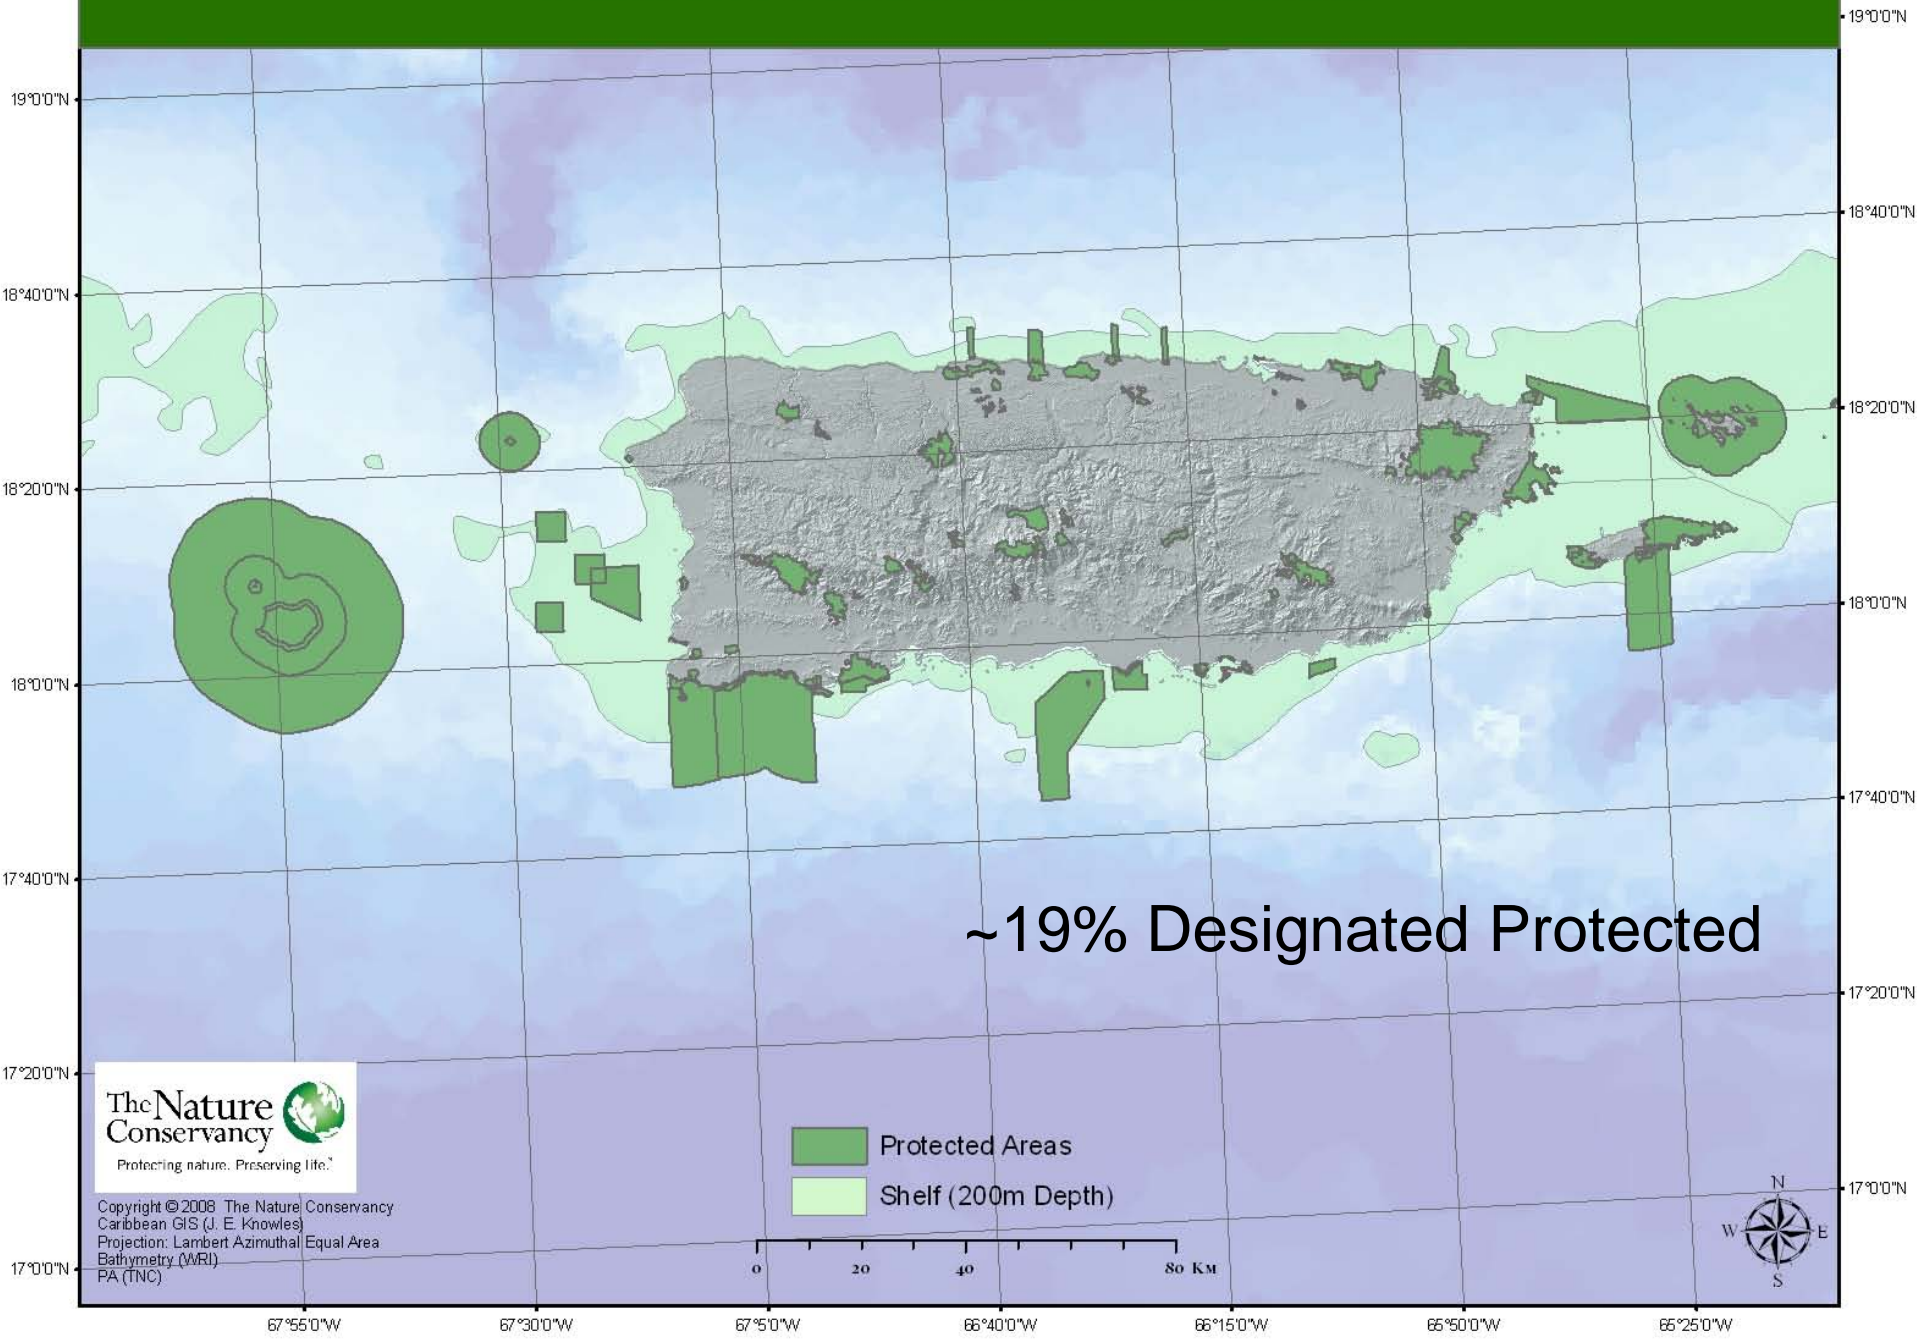 19°0'0"N
19°0'0"N
18°40'0"N
18°40'0"N
18°20'0"N
18°20'0"N
18°0'0"N
18°0'0"N
17°40'0"N
17°40'0"N
~19% Designated Protected
17°20'0"N
17°20'0"N
The Nature
Conservancy
Protecting nature. Preserving life.™
Protected Areas
Shelf (200m Depth)
17°0'0"N
Copyright © 2008 The Nature Conservancy
Caribbean GIS (J. E. Knowles)
Projection: Lambert Azimuthal Equal Area
Bathymetry (WRI)
PA (TNC)
17°0'0"N
0 20 40 80 Km
N
W E
S
67°55'0"W 67°30'0"W 67°5'0"W 66°40'0"W 66°15'0"W 65°50'0"W 65°25'0"W